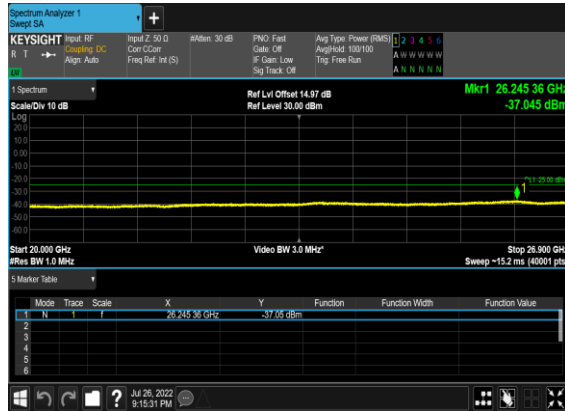 Spectrum Analyzer 1
Swept SA
+
KEYSIGHT Input: RF Input Z: 50 Ω #Atten: 30 dB PNO: Fast Avg Type: Power (RMS) 1 2 3 4 5 6
R T Coupling: DC Corr CCorr Gate: Off Avg|Hold: 100/100 A W W W W W
Align: Auto Freq Ref: Int (S) IF Gain: Low Trig: Free Run
LW Sig Track: Off A N N N N N
1 Spectrum Ref Lvl Offset 14.97 dB Mkr1 26.245 36 GHz
Scale/Div 10 dB Ref Level 30.00 dBm -37.045 dBm
Log
20.0
10.0
0.00
-10.0
-20.0
DL1 -25.00 dBm
-30.0
1
-40.0
-50.0
-60.0
Start 20.000 GHz Video BW 3.0 MHz* Stop 26.900 GHz
#Res BW 1.0 MHz Sweep ~15.2 ms (40001 pts)
5 Marker Table
Mode Trace Scale X Y Function Function Width Function Value
1 N 1 f 26.245 36 GHz -37.05 dBm
2
3
4
5
6
? Jul 26, 2022
9:15:31 PM